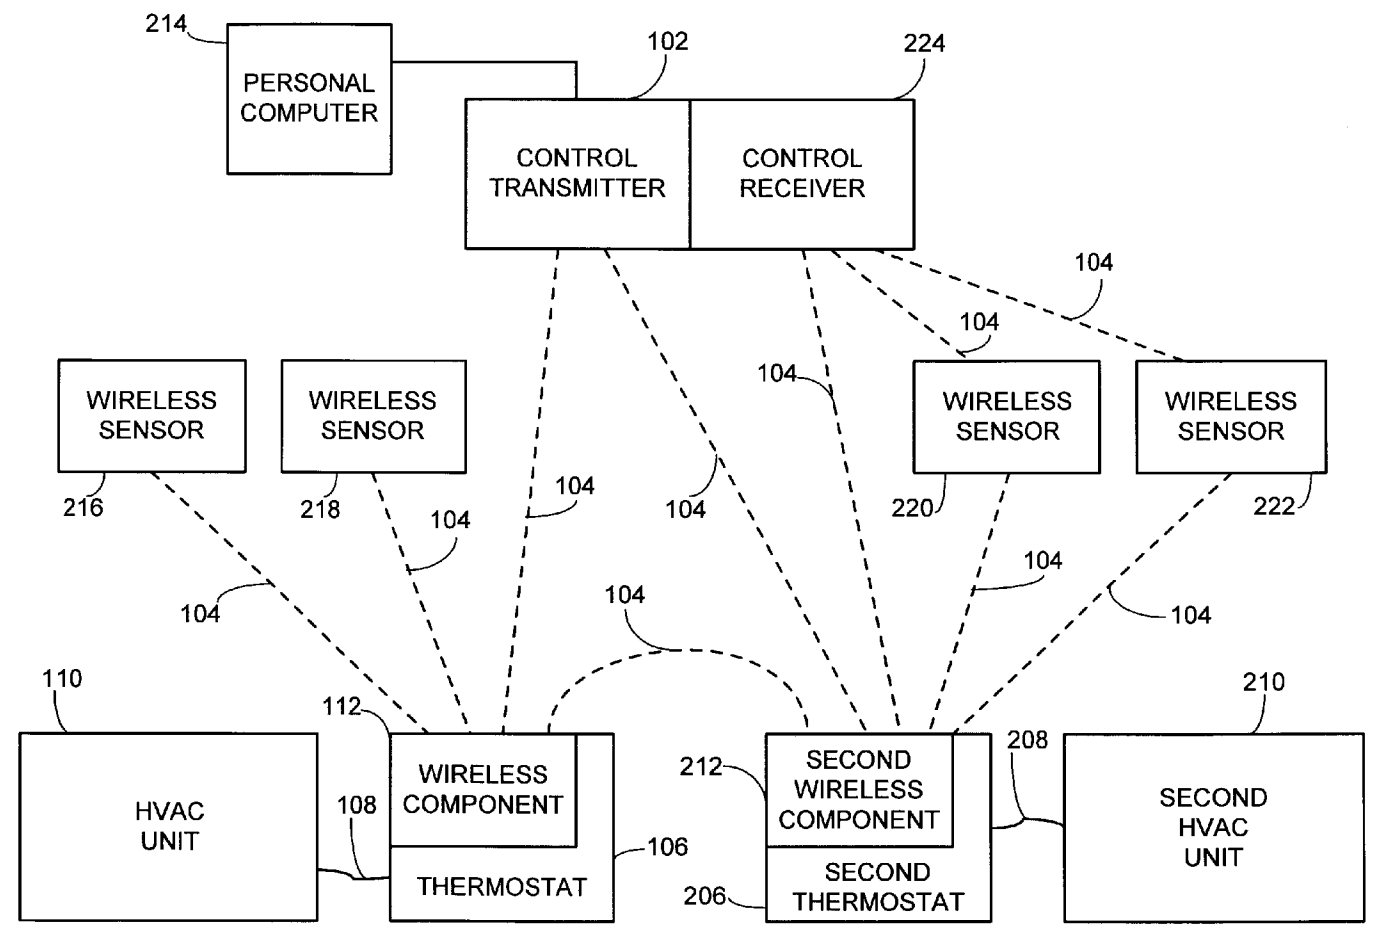 214
102
224
PERSONAL
COMPUTER
CONTROL
TRANSMITTER
CONTROL
RECEIVER
104
104
104
WIRELESS
SENSOR
WIRELESS
SENSOR
WIRELESS
SENSOR
WIRELESS
SENSOR
216
218
104
104
220
222
104
104
104
104
104
110
112
210
212
208
WIRELESS
COMPONENT
SECOND
WIRELESS
COMPONENT
HVAC
UNIT
108
106
SECOND
HVAC
UNIT
THERMOSTAT
206
SECOND
THERMOSTAT